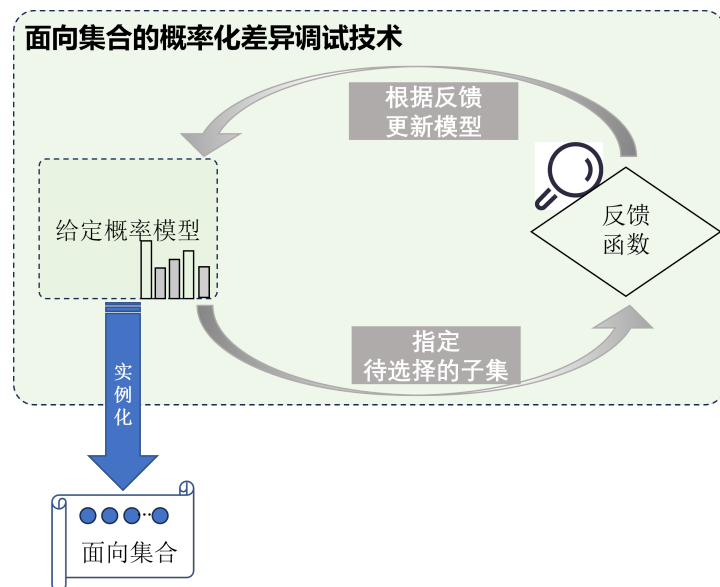 面向集合的概率化差异调试技术
根据反馈
更新模型
给定概率模型
反馈
函数
指定
待选择的子集
实例化
面向集合